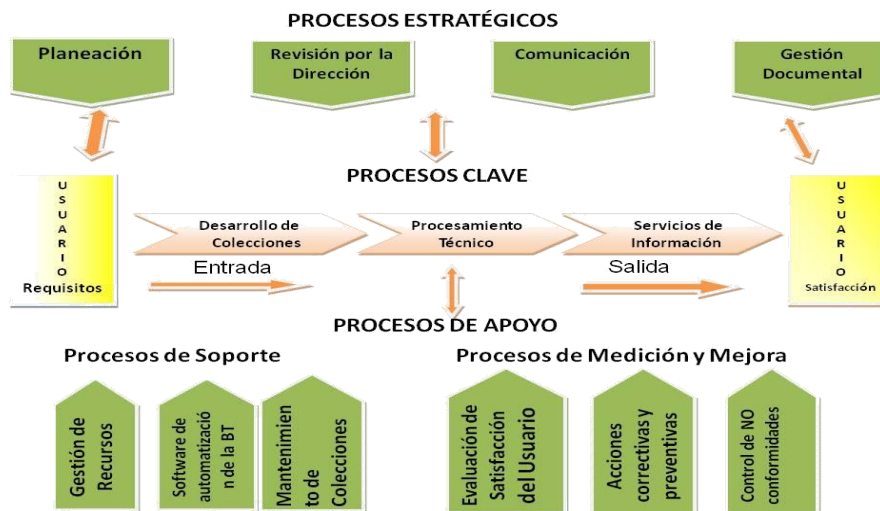 PROCESOS ESTRATÉGICOS
Planeación
Revisión por la
Dirección
Comunicación
Gestión
Documental
PROCESOS CLAVE
USUARIO
Requisitos
Desarrollo de
Colecciones
Procesamiento
Técnico
Servicios de
Información
USUARIO
Satisfacción
Entrada
Salida
PROCESOS DE APOYO
Procesos de Soporte
Procesos de Medición y Mejora
Gestión de
Recursos
Software de
automatizació
n de la BT
Mantenimien
to de
Colecciones
Evaluación de
Satisfacción
del Usuario
Acciones
correctivas y
preventivas
Control de NO
conformidades